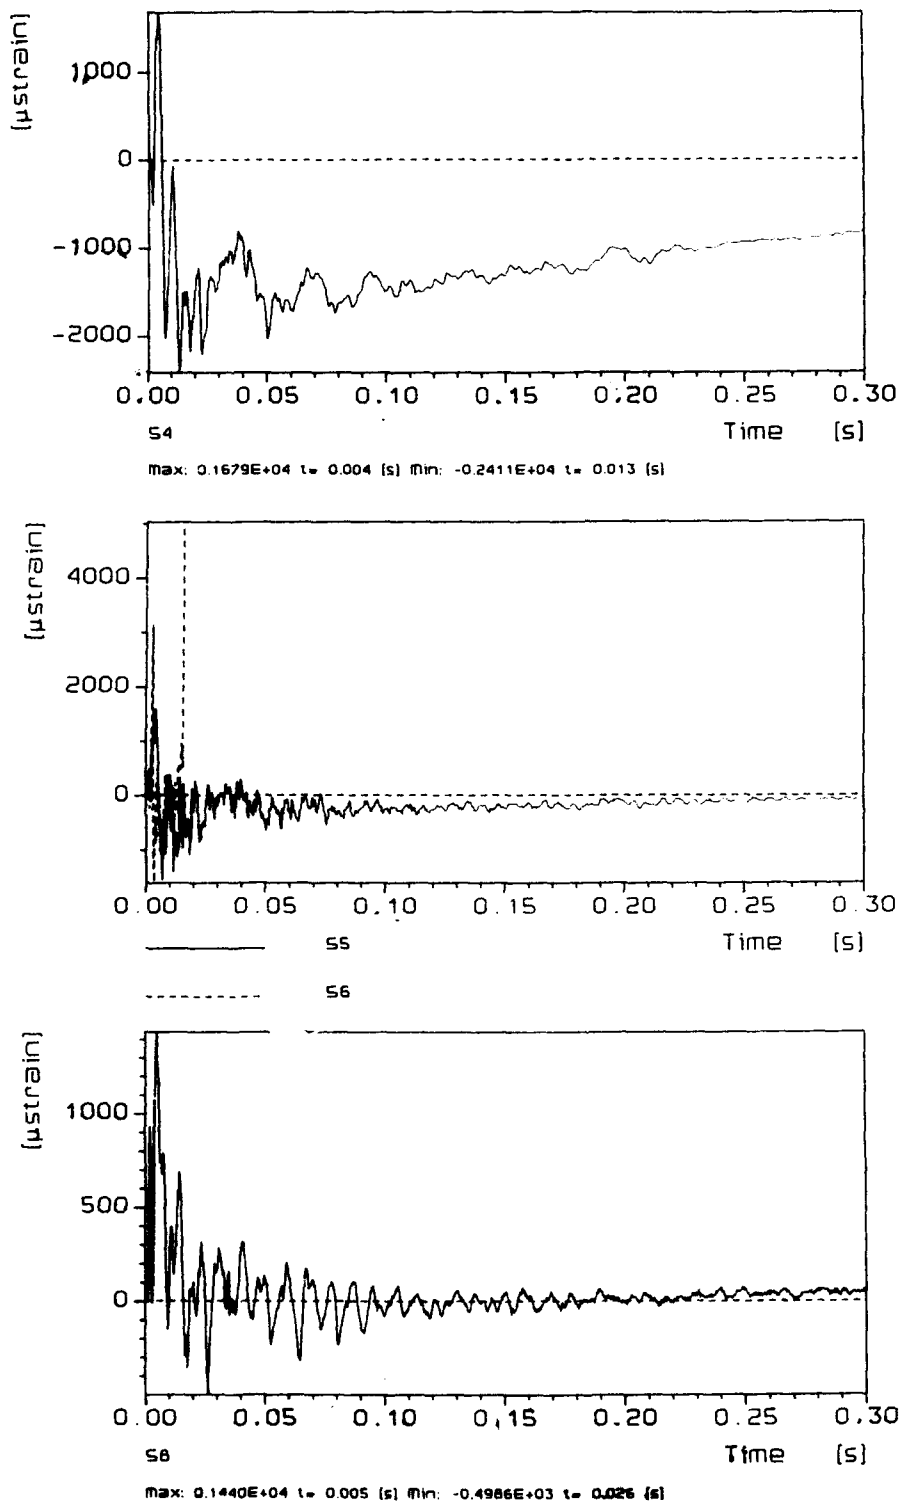 [µstrain]
1000
0
-1000
-2000
0.00 0.05 0.10 0.15 0.20 0.25 0.30
S4 Time [s]
Max: 0.1679E+04 t= 0.004 [s] Min: -0.2411E+04 t= 0.013 [s]
[µstrain]
4000
2000
0
0.00 0.05 0.10 0.15 0.20 0.25 0.30
Time [s]
S5
S6
[µstrain]
1000
500
0
0.00 0.05 0.10 0.15 0.20 0.25 0.30
Time [s]
Max: 0.1440E+04 t= 0.005 [s] Min: -0.4986E+03 t= 0.026 [s]